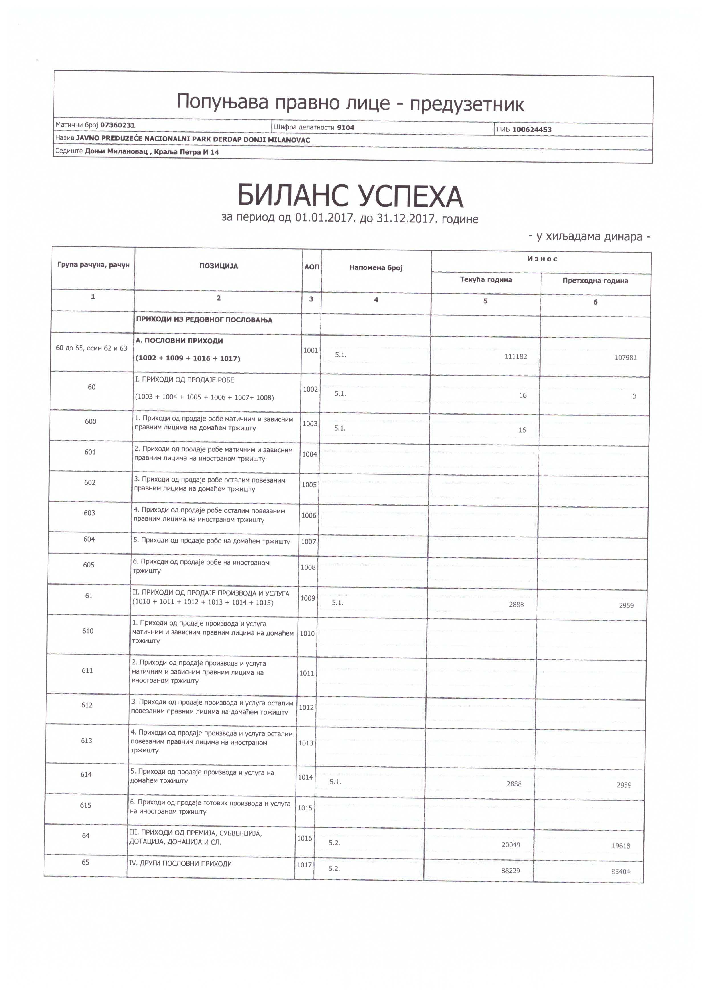 Попуњава правно лице - предузетник
Матични број 07360231 Шифра делатности 9104 ПИБ 100624453
Назив JAVNO PREDUZEĆE NACIONALNI PARK ĐERDAP DONJI MILANOVAC
Седиште Доњи Милановац , Краља Петра И 14
БИЛАНС УСПЕХА
за период од 01.01.2017. до 31.12.2017. године
- у хиљадама динара -
Група рачуна, рачун ПОЗИЦИЈА АОП Напомена број И з н о с
Текућа година Претходна година
1 2 3 4 5 6
ПРИХОДИ ИЗ РЕДОВНОГ ПОСЛОВАЊА
60 до 65, осим 62 и 63 А. ПОСЛОВНИ ПРИХОДИ 1001 5.1. 111182 107981
(1002 + 1009 + 1016 + 1017)
60 I. ПРИХОДИ ОД ПРОДАЈЕ РОБЕ 1002 5.1. 16 0
(1003 + 1004 + 1005 + 1006 + 1007+ 1008)
600 1. Приходи од продаје робе матичним и зависним 1003 5.1. 16
правним лицима на домаћем тржишту
601 2. Приходи од продаје робе матичним и зависним 1004
правним лицима на иностраном тржишту
602 3. Приходи од продаје робе осталим повезаним 1005
правним лицима на домаћем тржишту
603 4. Приходи од продаје робе осталим повезаним 1006
правним лицима на иностраном тржишту
604 5. Приходи од продаје робе на домаћем тржишту 1007
605 6. Приходи од продаје робе на иностраном 1008
тржишту
61 II. ПРИХОДИ ОД ПРОДАЈЕ ПРОИЗВОДА И УСЛУГА 1009 5.1. 2888 2959
(1010 + 1011 + 1012 + 1013 + 1014 + 1015)
610 1. Приходи од продаје производа и услуга 1010
матичним и зависним правним лицима на домаћем
тржишту
611 2. Приходи од продаје производа и услуга 1011
матичним и зависним правним лицима на
иностраном тржишту
612 3. Приходи од продаје производа и услуга осталим 1012
повезаним правним лицима на домаћем тржишту
613 4. Приходи од продаје производа и услуга осталим 1013
повезаним правним лицима на иностраном
тржишту
614 5. Приходи од продаје производа и услуга на 1014 5.1. 2888 2959
домаћем тржишту
615 6. Приходи од продаје готових производа и услуга 1015
на иностраном тржишту
64 III. ПРИХОДИ ОД ПРЕМИЈА, СУБВЕНЦИЈА, 1016 5.2. 20049 19618
ДОТАЦИЈА, ДОНАЦИЈА И СЛ.
65 IV. ДРУГИ ПОСЛОВНИ ПРИХОДИ 1017 5.2. 88229 85404